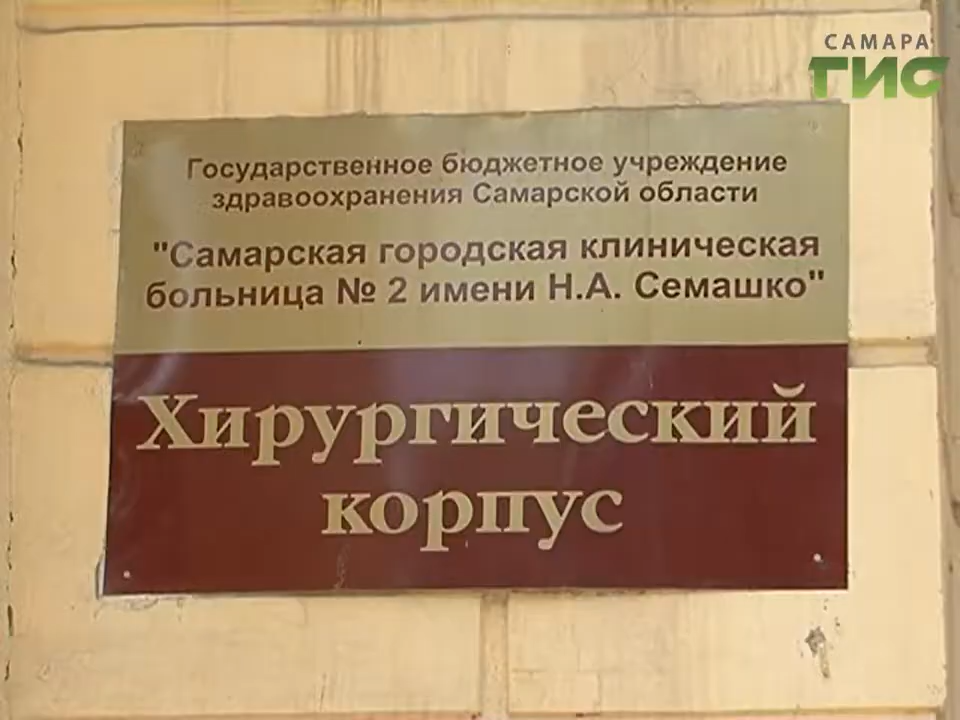 САМАРА
ГИС
Государственное бюджетное учреждение
здравоохранения Самарской области
"Самарская городская клиническая
больница № 2 имени Н.А. Семашко"
Хирургический
корпус